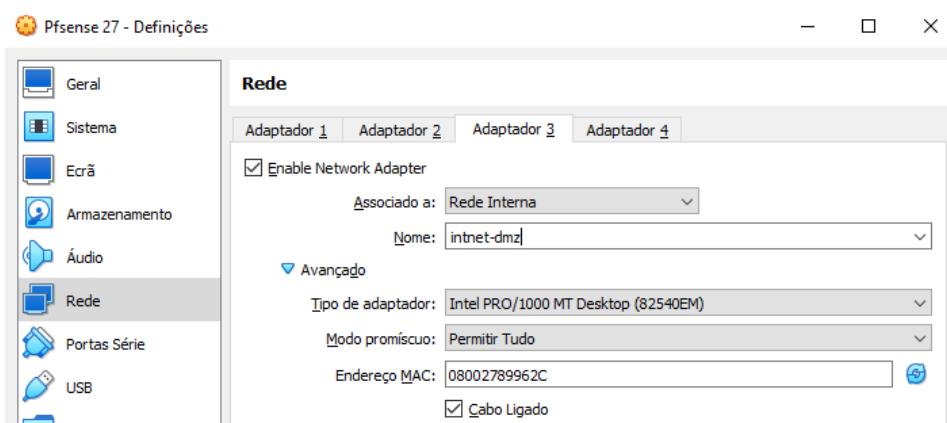 Pfsense 27 - Definições
Geral
Sistema
Ecrã
Armazenamento
Áudio
Rede
Portas Série
USB
Rede
Adaptador 1 Adaptador 2 Adaptador 3 Adaptador 4
Enable Network Adapter
Associado a: Rede Interna
Nome: intnet-dmz
Avançado
Tipo de adaptador: Intel PRO/1000 MT Desktop (82540EM)
Modo promíscuo: Permitir Tudo
Endereço MAC: 08002789962C
Cabo Ligado